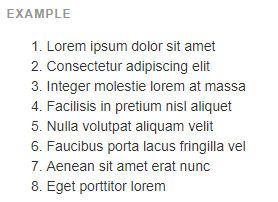 EXAMPLE
1. Lorem ipsum dolor sit amet
2. Consectetur adipiscing elit
3. Integer molestie lorem at massa
4. Facilisis in pretium nisl aliquet
5. Nulla volutpat aliquam velit
6. Faucibus porta lacus fringilla vel
7. Aenean sit amet erat nunc
8. Eget porttitor lorem